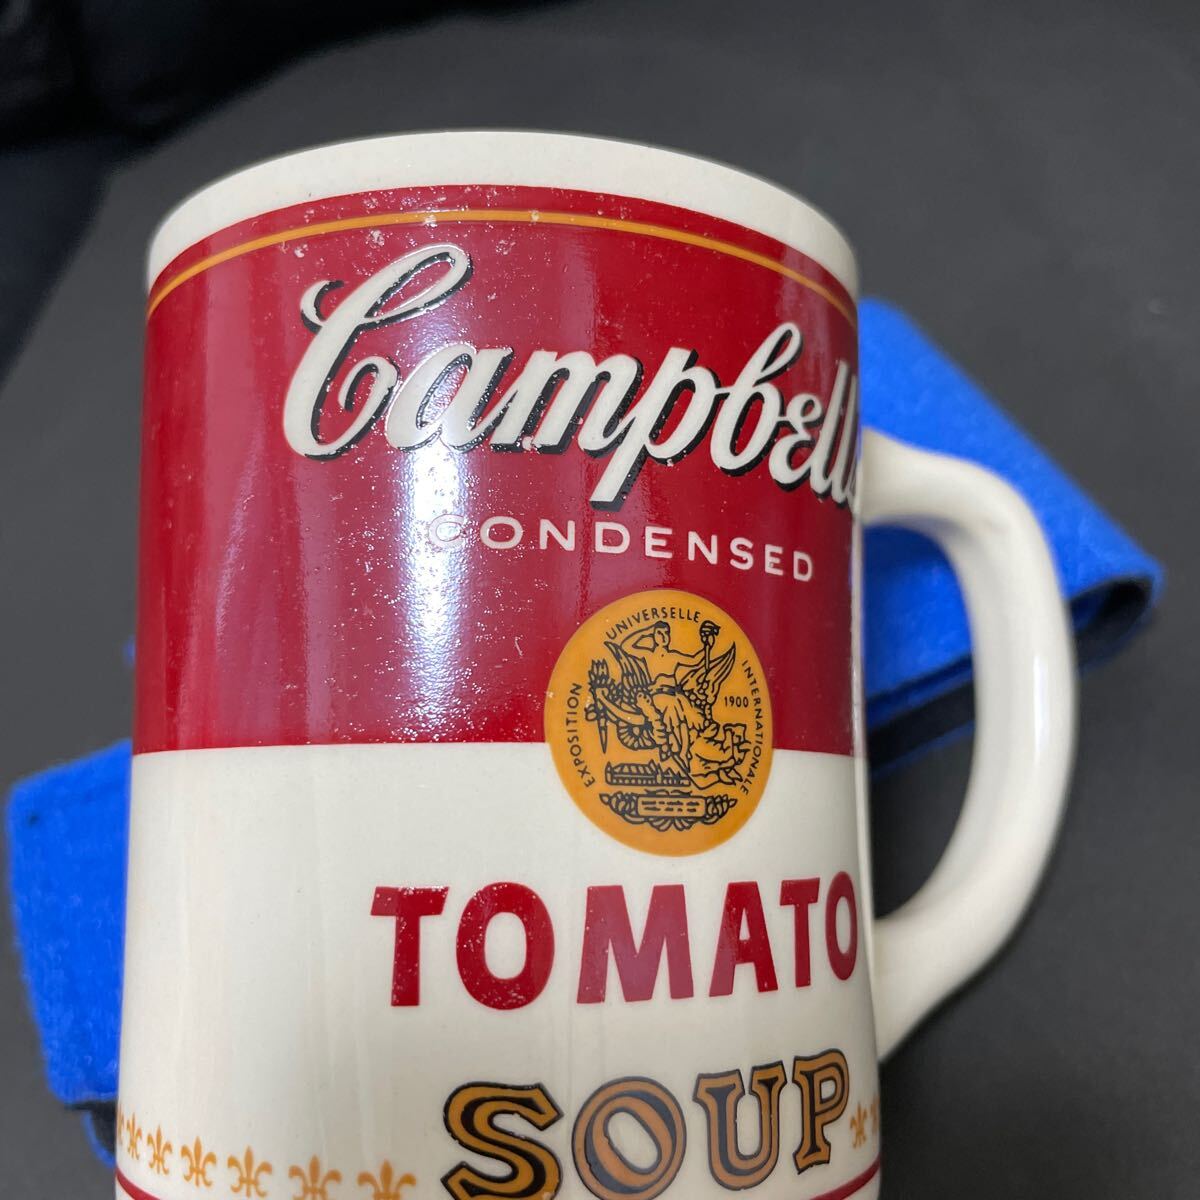 Campbell's
CONDENSED
EXPOSITION UNIVERSELLE INTERNATIONALE
1900
TOMATO
SOUP